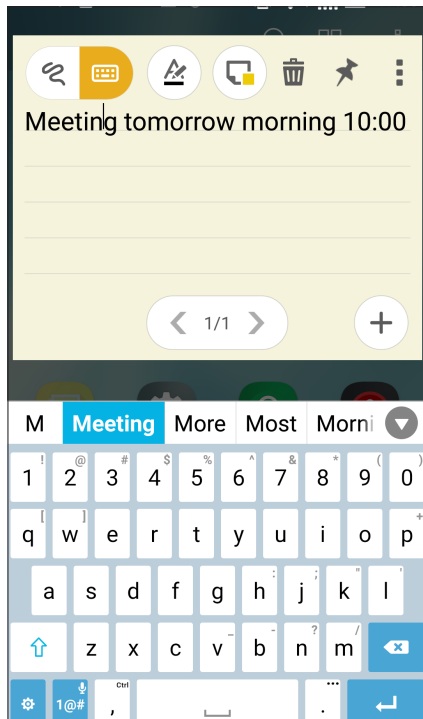 Meeting tomorrow morning 10:00
1/1
M Meeting More Most Morni
! @ # $ % ^ & * ( )
1 2 3 4 5 6 7 8 9 0
[ ] +
q w e r t y u i o p
: ; " '
a s d f g h j k l
_ - ? /
z x c v b n m
Ctrl ...
1@# , .